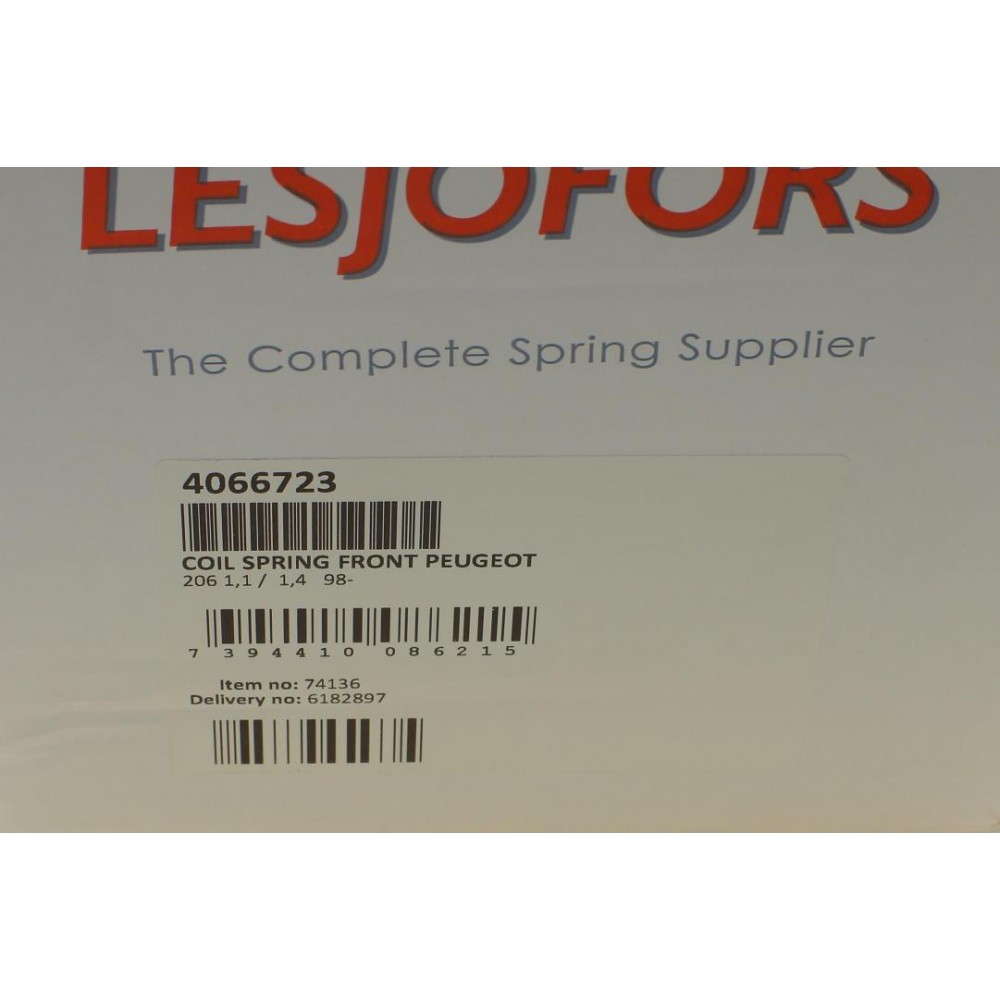 LESJOFORS
The Complete Spring Supplier
4066723
COIL SPRING FRONT PEUGEOT
206 1,1 / 1,4 98-
7 394410 086215
Item no: 74136
Delivery no: 6182897